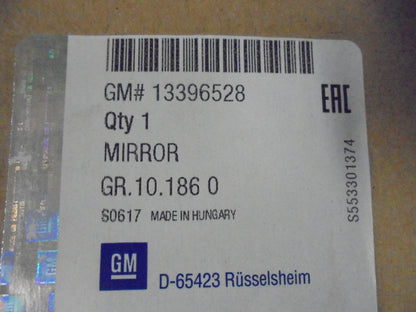 GM# 13396528
EAC
Qty 1
MIRROR
GR.10.186 0
S0617 MADE IN HUNGARY
S553301374
GM
D-65423 Rüsselsheim